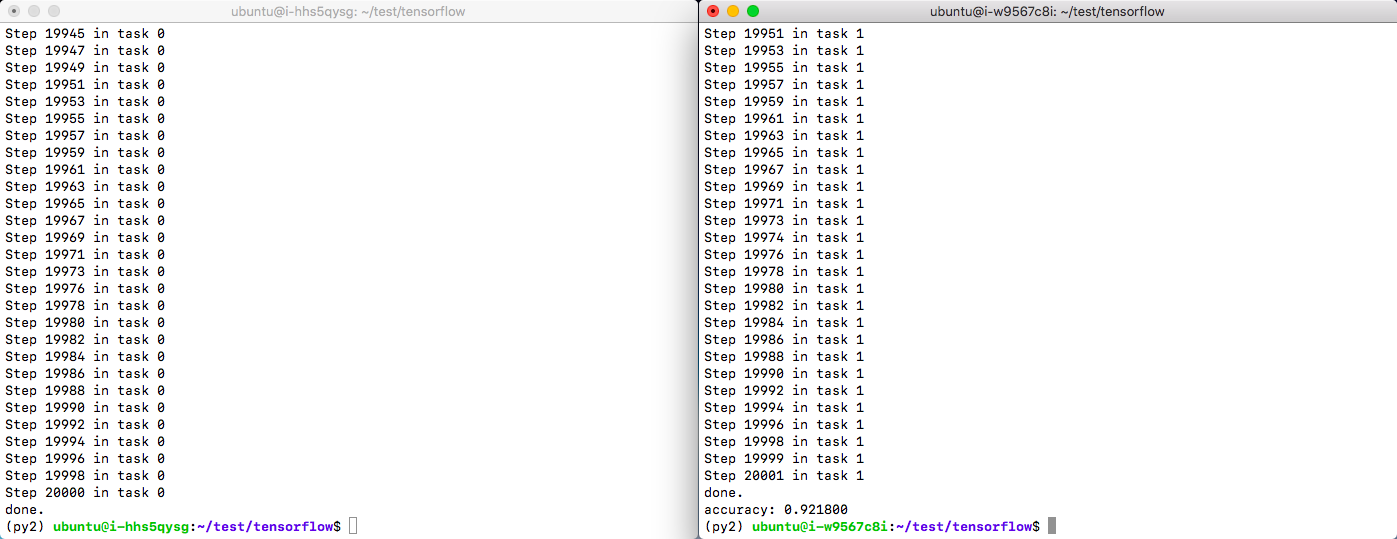 ubuntu@i-hhs5qysg: ~/test/tensorflow
Step 19945 in task 0
Step 19947 in task 0
Step 19949 in task 0
Step 19951 in task 0
Step 19953 in task 0
Step 19955 in task 0
Step 19957 in task 0
Step 19959 in task 0
Step 19961 in task 0
Step 19963 in task 0
Step 19965 in task 0
Step 19967 in task 0
Step 19969 in task 0
Step 19971 in task 0
Step 19973 in task 0
Step 19976 in task 0
Step 19978 in task 0
Step 19980 in task 0
Step 19982 in task 0
Step 19984 in task 0
Step 19986 in task 0
Step 19988 in task 0
Step 19990 in task 0
Step 19992 in task 0
Step 19994 in task 0
Step 19996 in task 0
Step 19998 in task 0
Step 20000 in task 0
done.
(py2) ubuntu@i-hhs5qysg:~/test/tensorflow$
ubuntu@i-w9567c8i: ~/test/tensorflow
Step 19951 in task 1
Step 19953 in task 1
Step 19955 in task 1
Step 19957 in task 1
Step 19959 in task 1
Step 19961 in task 1
Step 19963 in task 1
Step 19965 in task 1
Step 19967 in task 1
Step 19969 in task 1
Step 19971 in task 1
Step 19973 in task 1
Step 19974 in task 1
Step 19976 in task 1
Step 19978 in task 1
Step 19980 in task 1
Step 19982 in task 1
Step 19984 in task 1
Step 19986 in task 1
Step 19988 in task 1
Step 19990 in task 1
Step 19992 in task 1
Step 19994 in task 1
Step 19996 in task 1
Step 19998 in task 1
Step 19999 in task 1
Step 20001 in task 1
done.
accuracy: 0.921800
(py2) ubuntu@i-w9567c8i:~/test/tensorflow$